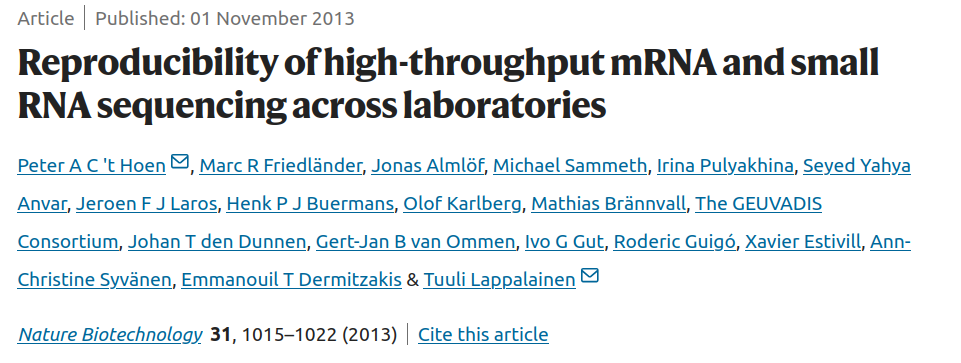 Article | Published: 01 November 2013
Reproducibility of high-throughput mRNA and small
RNA sequencing across laboratories
Peter A C 't Hoen, Marc R Friedländer, Jonas Almlöf, Michael Sammeth, Irina Pulyakhina, Seyed Yahya
Anvar, Jeroen F J Laros, Henk P J Buermans, Olof Karlberg, Mathias Brännvall, The GEUVADIS
Consortium, Johan T den Dunnen, Gert-Jan B van Ommen, Ivo G Gut, Roderic Guigó, Xavier Estivill, Ann-
Christine Syvänen, Emmanouil T Dermitzakis & Tuuli Lappalainen
Nature Biotechnology 31, 1015–1022 (2013) | Cite this article